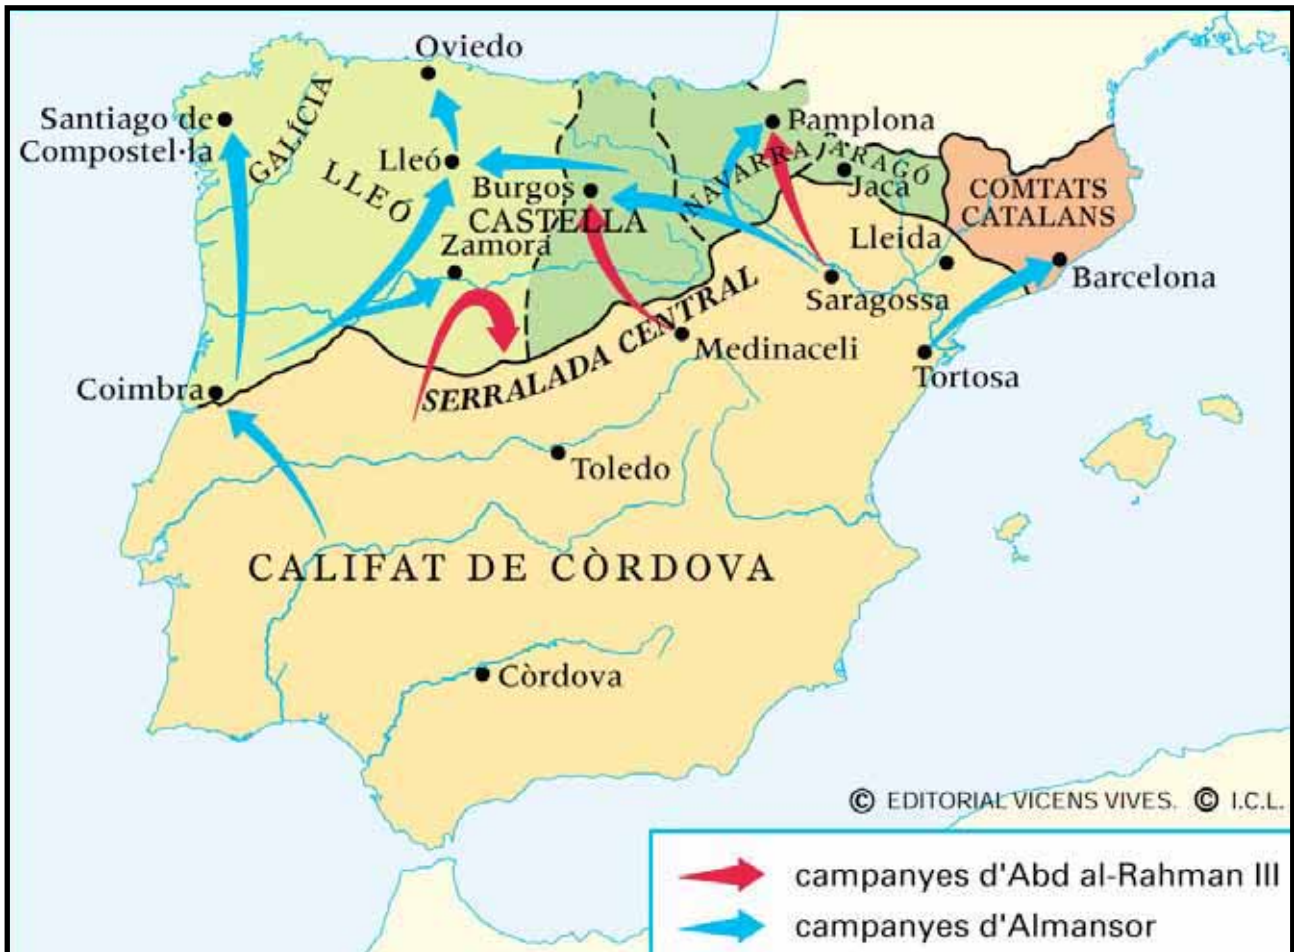 Oviedo
Santiago de
Compostel·la
GALÍCIA
Lleó
LLEÓ
Burgos
CASTELLA
Zamora
Pamplona
NAVARRA
ARAGÓ
Jaca
COMTATS
CATALANS
Lleida
Barcelona
Saragossa
SERRALADA CENTRAL
Medinaceli
Tortosa
Coimbra
Toledo
CALIFAT DE CÒRDOVA
Còrdova
© EDITORIAL VICENS VIVES. © I.C.L.
campanyes d'Abd al-Rahman III
campanyes d'Almansor